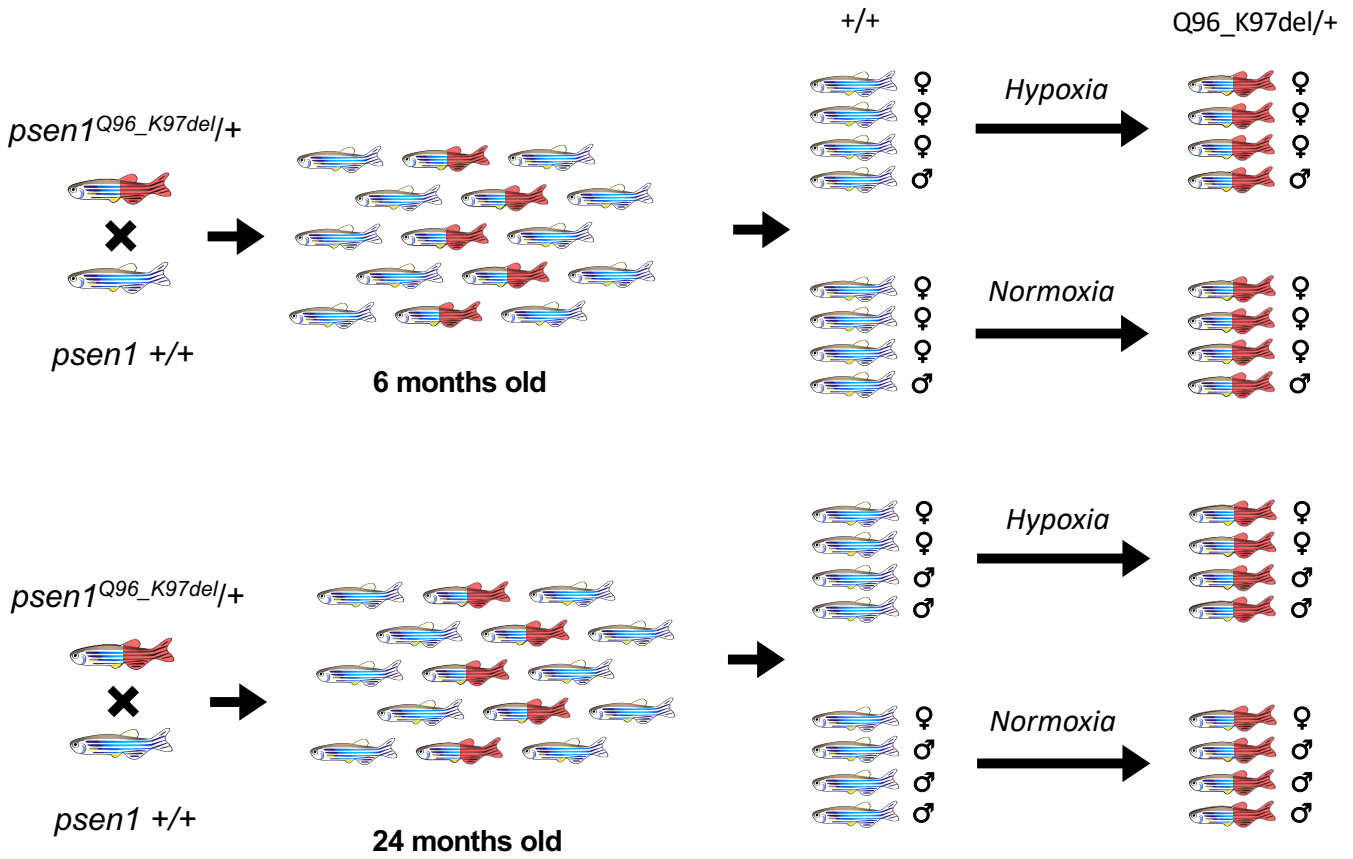 +/+
Q96_K97del/+
♀ ♀
♀ Hypoxia ♀
♀ ♀
♂ ♂
psen1Q96_K97del/+
psen1 +/+
6 months old
♀ ♀
♀ Normoxia ♀
♀ ♀
♂ ♂
♀ ♀
♀ Hypoxia ♀
♂ ♂
♂ ♂
psen1Q96_K97del/+
psen1 +/+
24 months old
♀ ♀
♂ Normoxia ♂
♂ ♂
♂ ♂